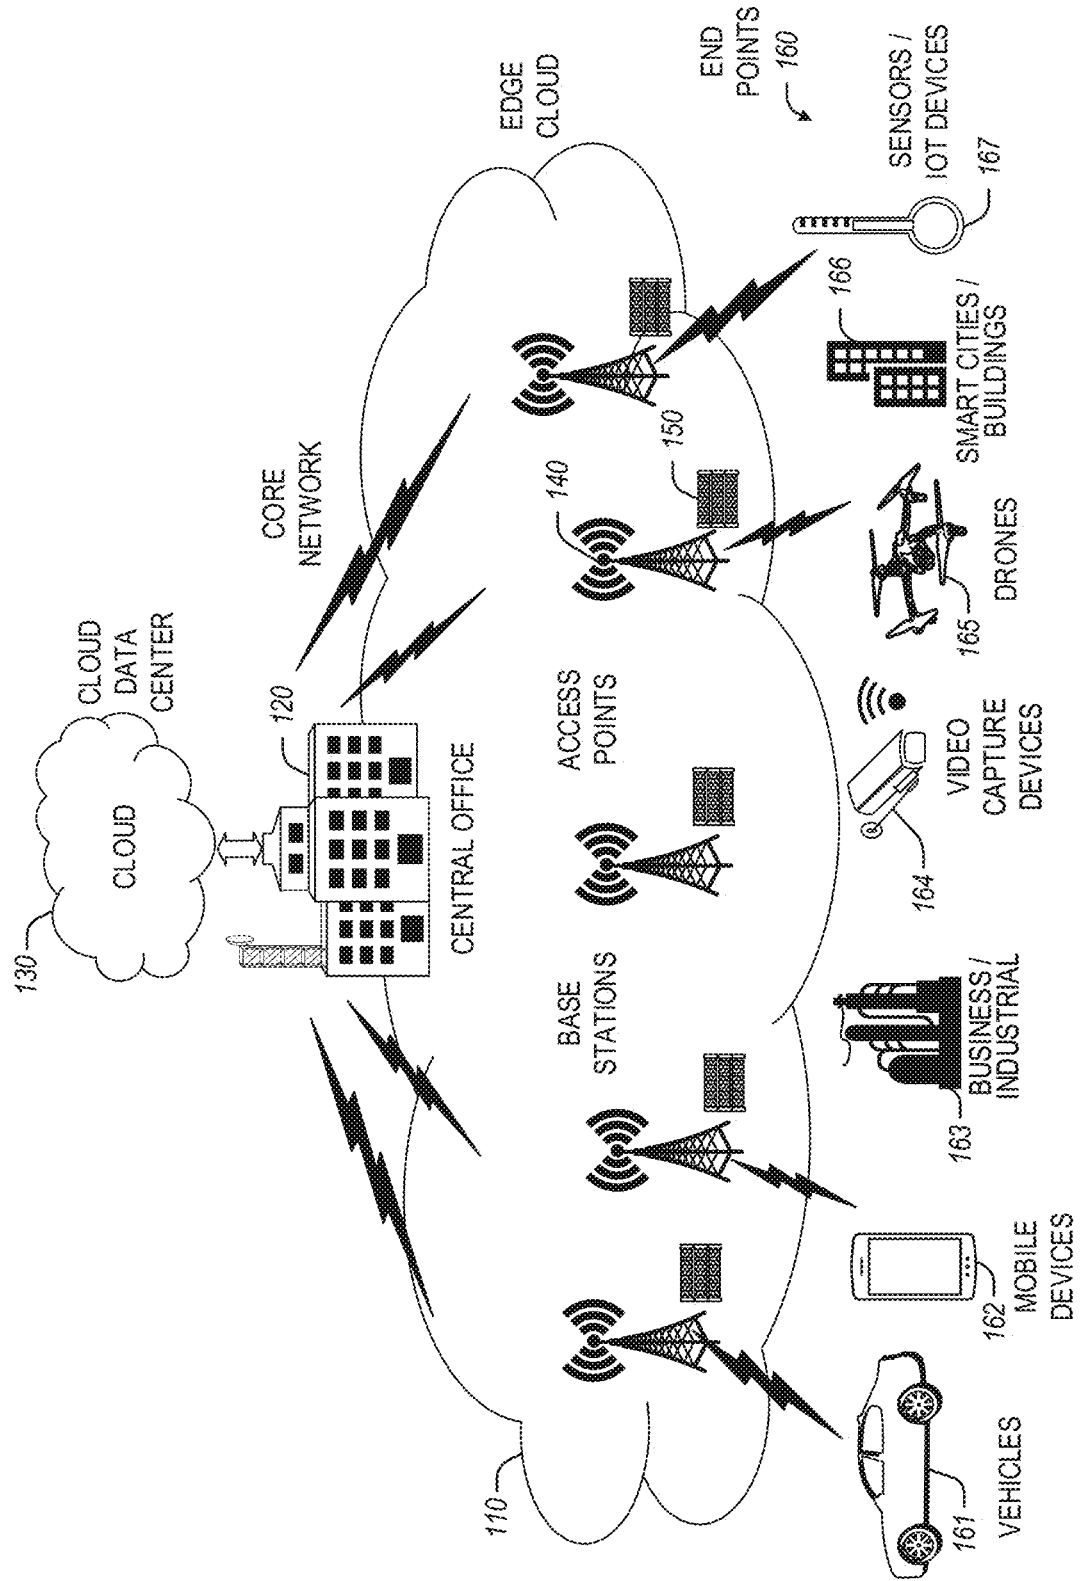 CLOUD
DATA
CENTER
130
CLOUD
120
CORE
NETWORK
CENTRAL OFFICE
EDGE
CLOUD
110
BASE
STATIONS
ACCESS
POINTS
140
150
END
POINTS
160
161
VEHICLES
162
MOBILE
DEVICES
163
BUSINESS /
INDUSTRIAL
164
VIDEO
CAPTURE
DEVICES
165
DRONES
166
SMART CITIES /
BUILDINGS
SENSORS /
IOT DEVICES
167